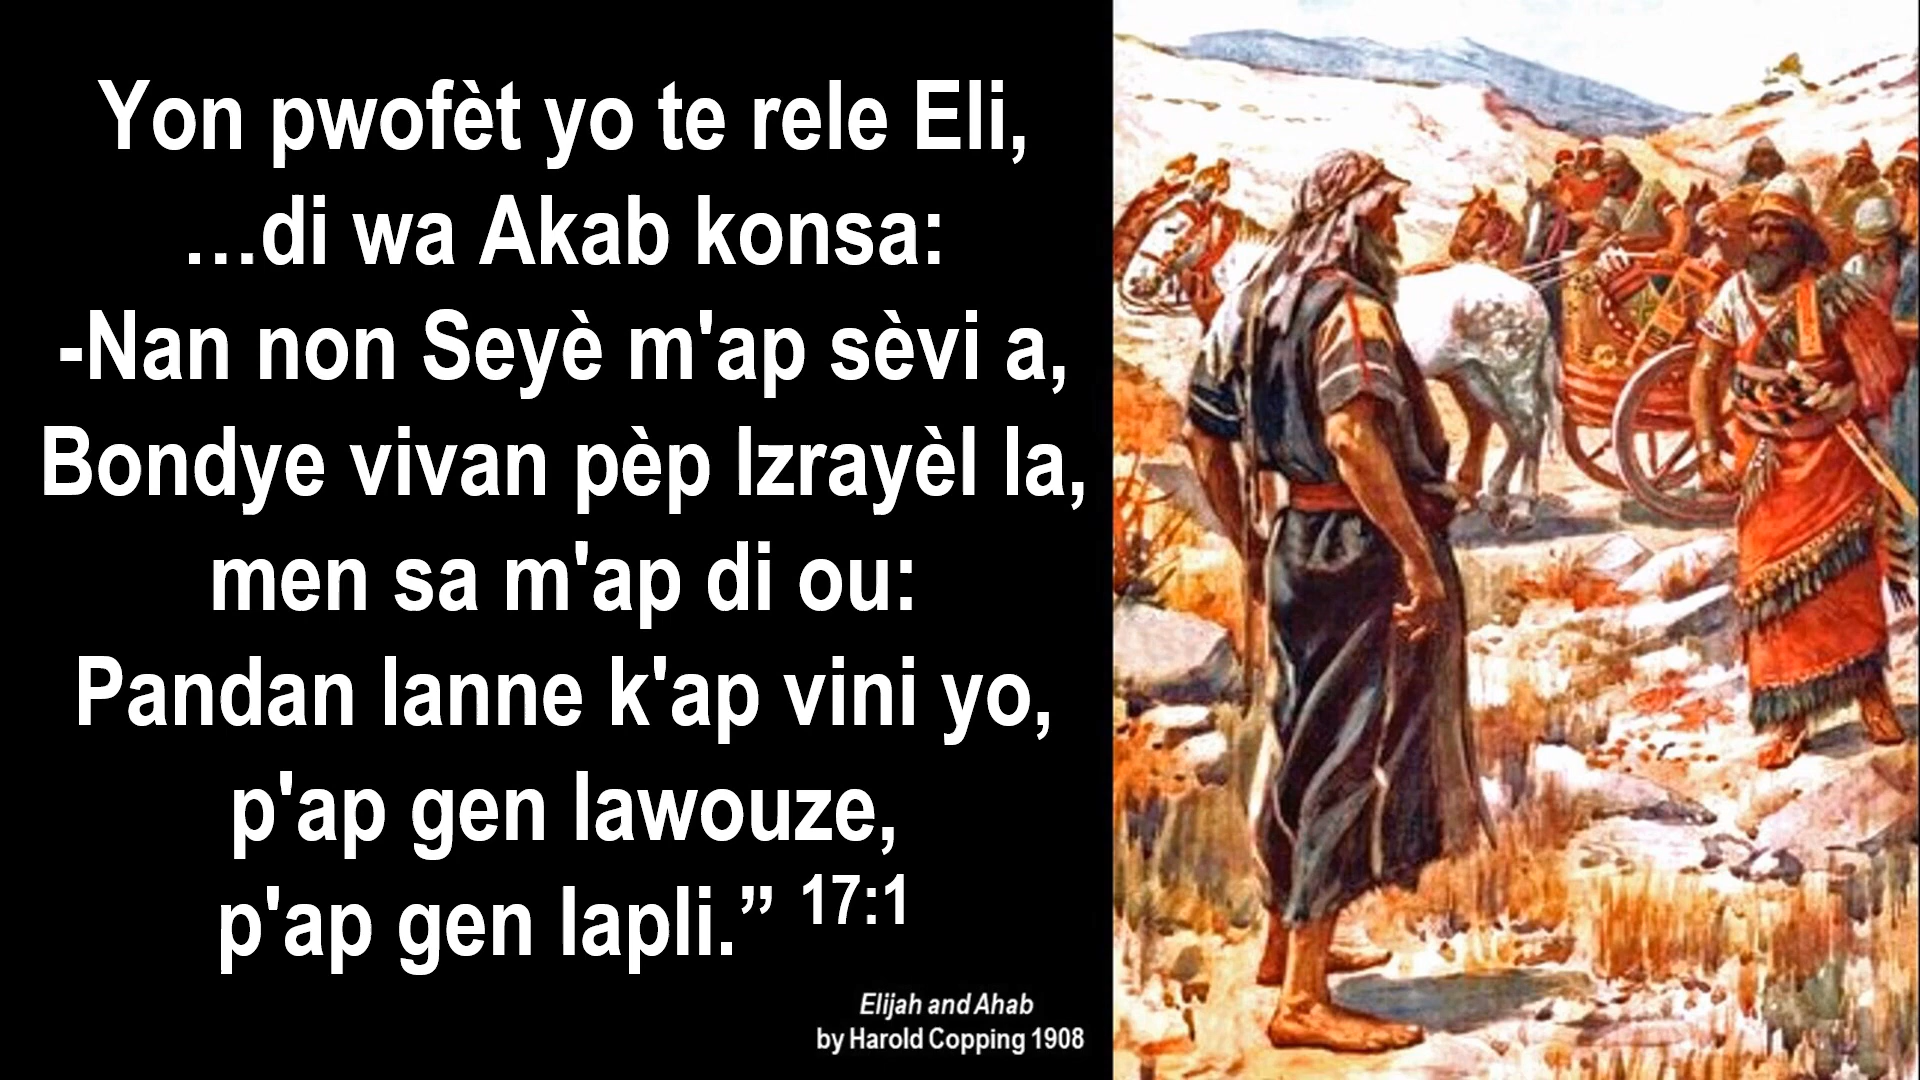 Yon pwofèt yo te rele Eli,
…di wa Akab konsa:
-Nan non Seyè m'ap sèvi a,
Bondye vivan pèp Izrayèl la,
men sa m'ap di ou:
Pandan lanne k'ap vini yo,
p'ap gen lawouze,
p'ap gen lapli.” 17:1
Elijah and Ahab
by Harold Copping 1908